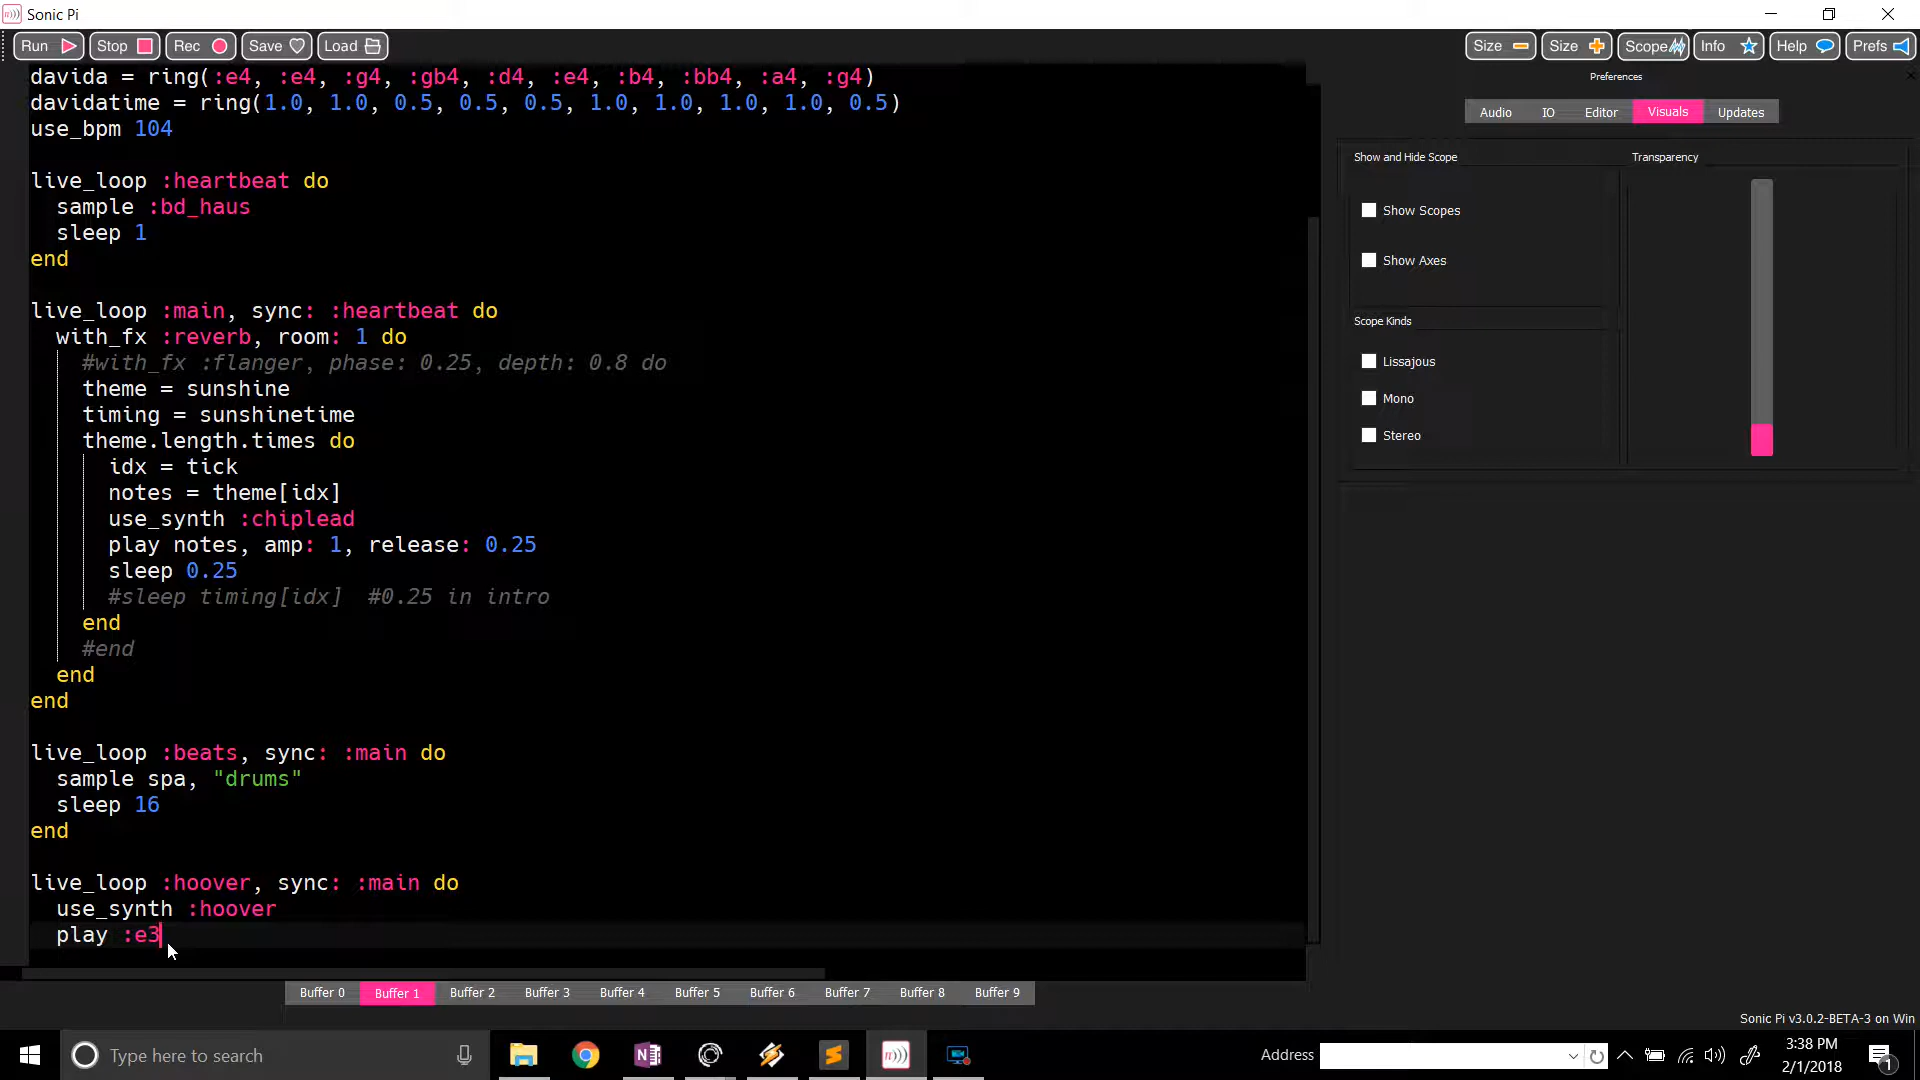 Sonic Pi
Run Stop Rec Save Load Size Size Scope Info Help Prefs
davida = ring(:e4, :e4, :g4, :gb4, :d4, :e4, :b4, :bb4, :a4, :g4)
davidatime = ring(1.0, 1.0, 0.5, 0.5, 0.5, 1.0, 1.0, 1.0, 1.0, 0.5)
use_bpm 104
live_loop :heartbeat do
sample :bd_haus
sleep 1
end
live_loop :main, sync: :heartbeat do
with_fx :reverb, room: 1 do
#with_fx :flanger, phase: 0.25, depth: 0.8 do
theme = sunshine
timing = sunshinetime
theme.length.times do
idx = tick
notes = theme[idx]
use_synth :chiplead
play notes, amp: 1, release: 0.25
sleep 0.25
#sleep timing[idx]  #0.25 in intro
end
#end
end
end
live_loop :beats, sync: :main do
sample spa, "drums"
sleep 16
end
live_loop :hoover, sync: :main do
use_synth :hoover
play :e3
Preferences
Audio IO Editor Visuals Updates
Show and Hide Scope
Transparency
Show Scopes
Show Axes
Scope Kinds
Lissajous
Mono
Stereo
Buffer 0 Buffer 1 Buffer 2 Buffer 3 Buffer 4 Buffer 5 Buffer 6 Buffer 7 Buffer 8 Buffer 9
Sonic Pi v3.0.2-BETA-3 on Win
Type here to search
Address
3:38 PM
2/1/2018
1